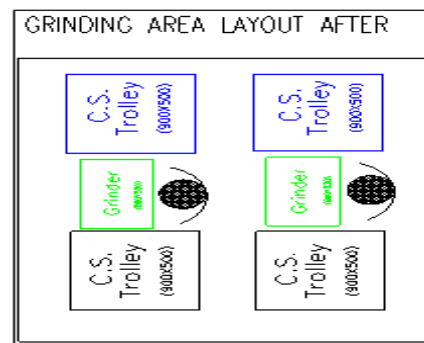 GRINDING AREA LAYOUT AFTER
C.S.
Trolley
(900X500)
C.S.
Trolley
(900X500)
Grinder
Grinder
C.S.
Trolley
(900X500)
C.S.
Trolley
(900X500)